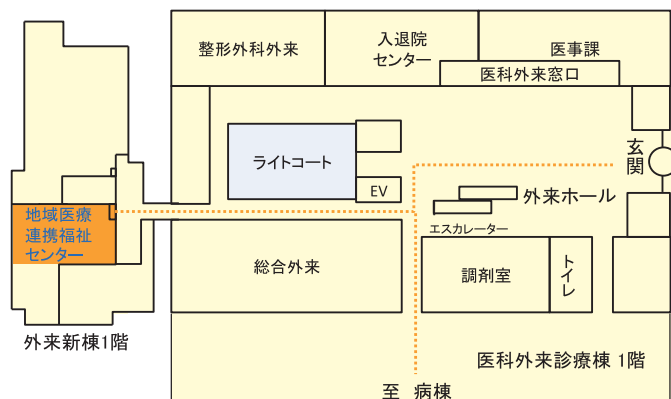 整形外科外来
入退院
センター
医事課
医科外来窓口
玄関
ライトコート
EV
外来ホール
エスカレーター
地域医療
連携福祉
センター
総合外来
調剤室
トイレ
外来新棟1階
医科外来診療棟 1階
至 病棟